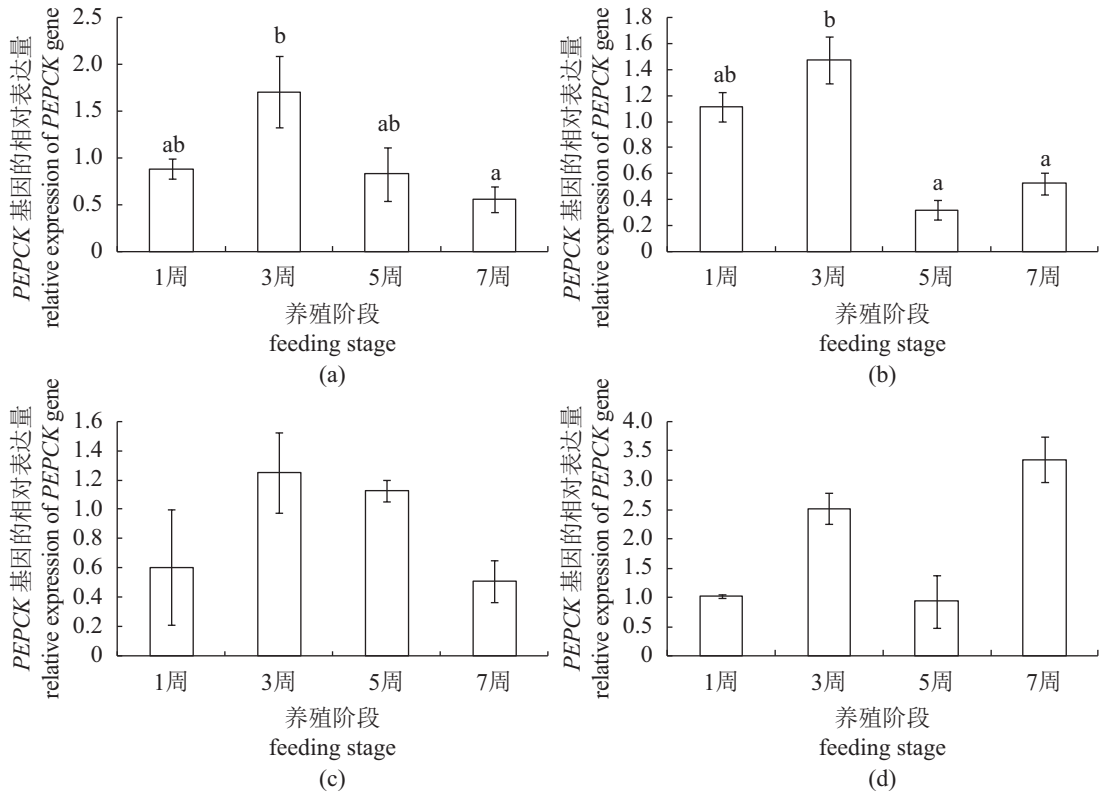 PEPCK 基因的相对表达量
relative expression of PEPCK gene
2.5
2.0
1.5
1.0
0.5
0
ab
b
ab
a
1周
3周
5周
7周
养殖阶段
feeding stage
(a)
PEPCK 基因的相对表达量
relative expression of PEPCK gene
1.8
1.6
1.4
1.2
1.0
0.8
0.6
0.4
0.2
0
ab
b
a
a
1周
3周
5周
7周
养殖阶段
feeding stage
(b)
PEPCK 基因的相对表达量
relative expression of PEPCK gene
1.6
1.4
1.2
1.0
0.8
0.6
0.4
0.2
0
1周
3周
5周
7周
养殖阶段
feeding stage
(c)
PEPCK 基因的相对表达量
relative expression of PEPCK gene
4.0
3.5
3.0
2.5
2.0
1.5
1.0
0.5
0
1周
3周
5周
7周
养殖阶段
feeding stage
(d)